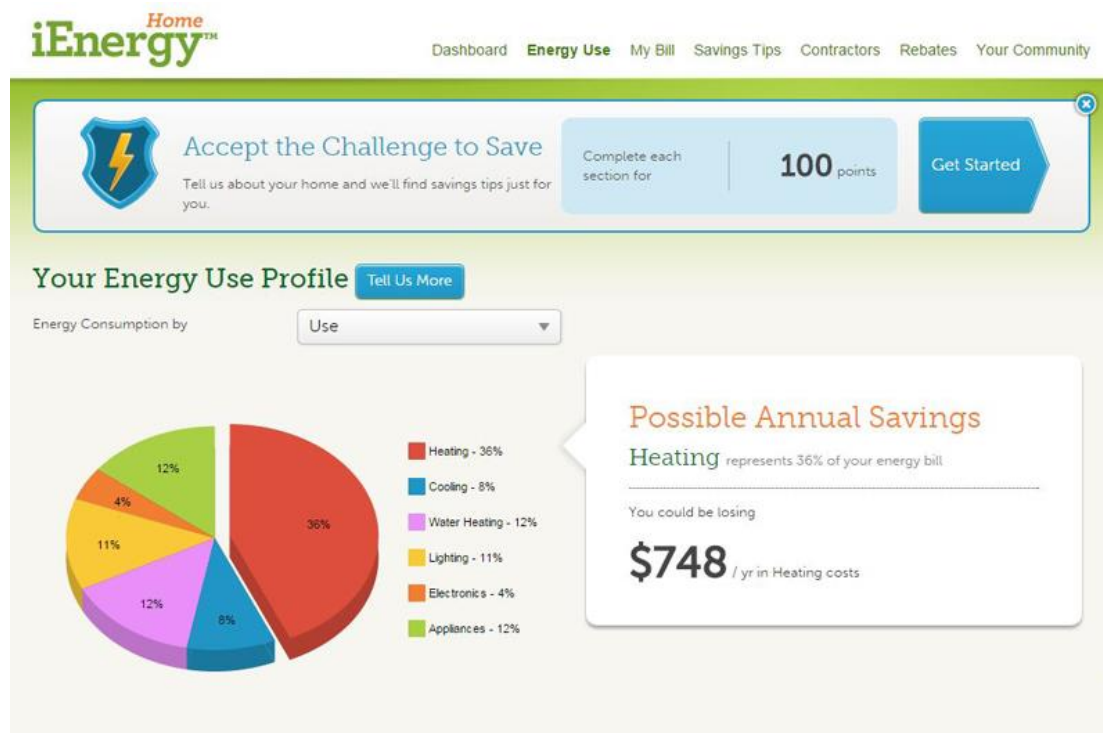 Home
iEnergy™
Dashboard Energy Use My Bill Savings Tips Contractors Rebates Your Community
Accept the Challenge to Save
Tell us about your home and we'll find savings tips just for
you.
Complete each
section for
100 points
Get Started
Your Energy Use Profile
Tell Us More
Energy Consumption by
Use
36%
8%
12%
11%
4%
12%
Heating - 36%
Cooling - 8%
Water Heating - 12%
Lighting - 11%
Electronics - 4%
Appliances - 12%
Possible Annual Savings
Heating represents 36% of your energy bill
You could be losing
$748 / yr in Heating costs